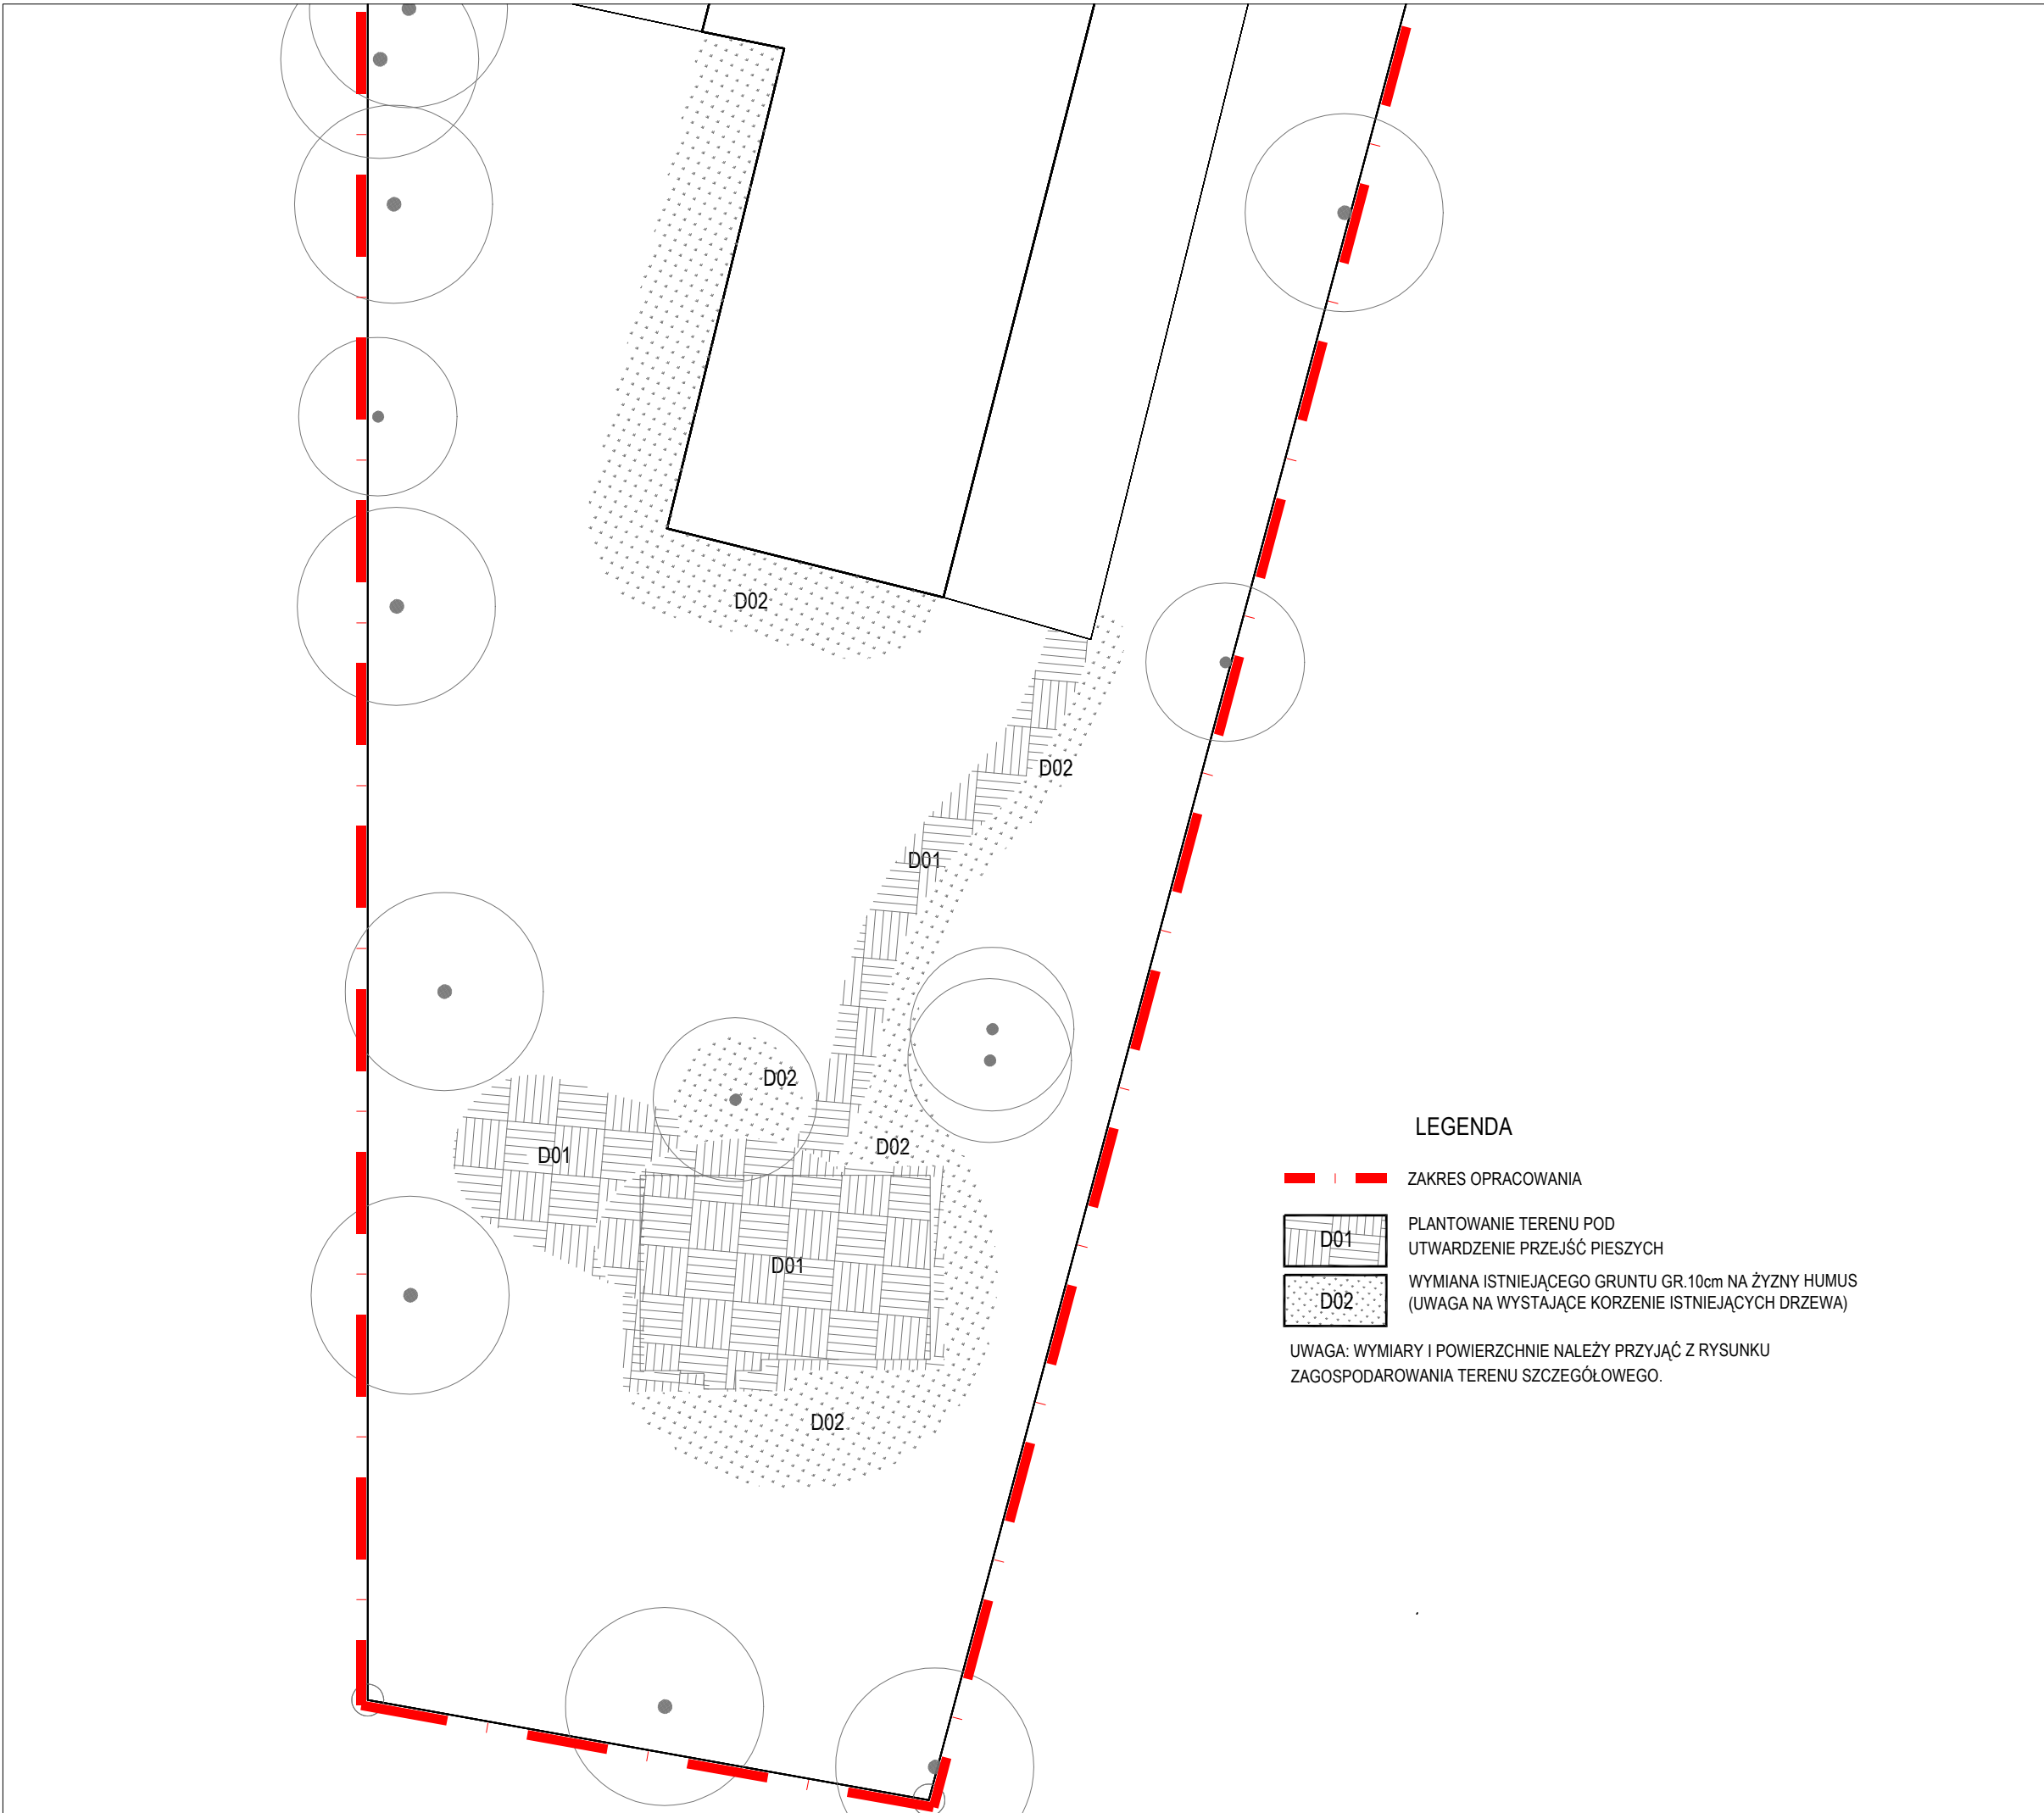 D02
D02
D01
D02
D02
D01
D01
D02
LEGENDA
ZAKRES OPRACOWANIA
D01
PLANTOWANIE TERENU POD
UTWARDZENIE PRZEJŚĆ PIESZYCH
D02
WYMIANA ISTNIEJĄCEGO GRUNTU GR.10cm NA ŻYZNY HUMUS
(UWAGA NA WYSTAJĄCE KORZENIE ISTNIEJĄCYCH DRZEWA)
UWAGA: WYMIARY I POWIERZCHNIE NALEŻY PRZYJĄĆ Z RYSUNKU
ZAGOSPODAROWANIA TERENU SZCZEGÓŁOWEGO.